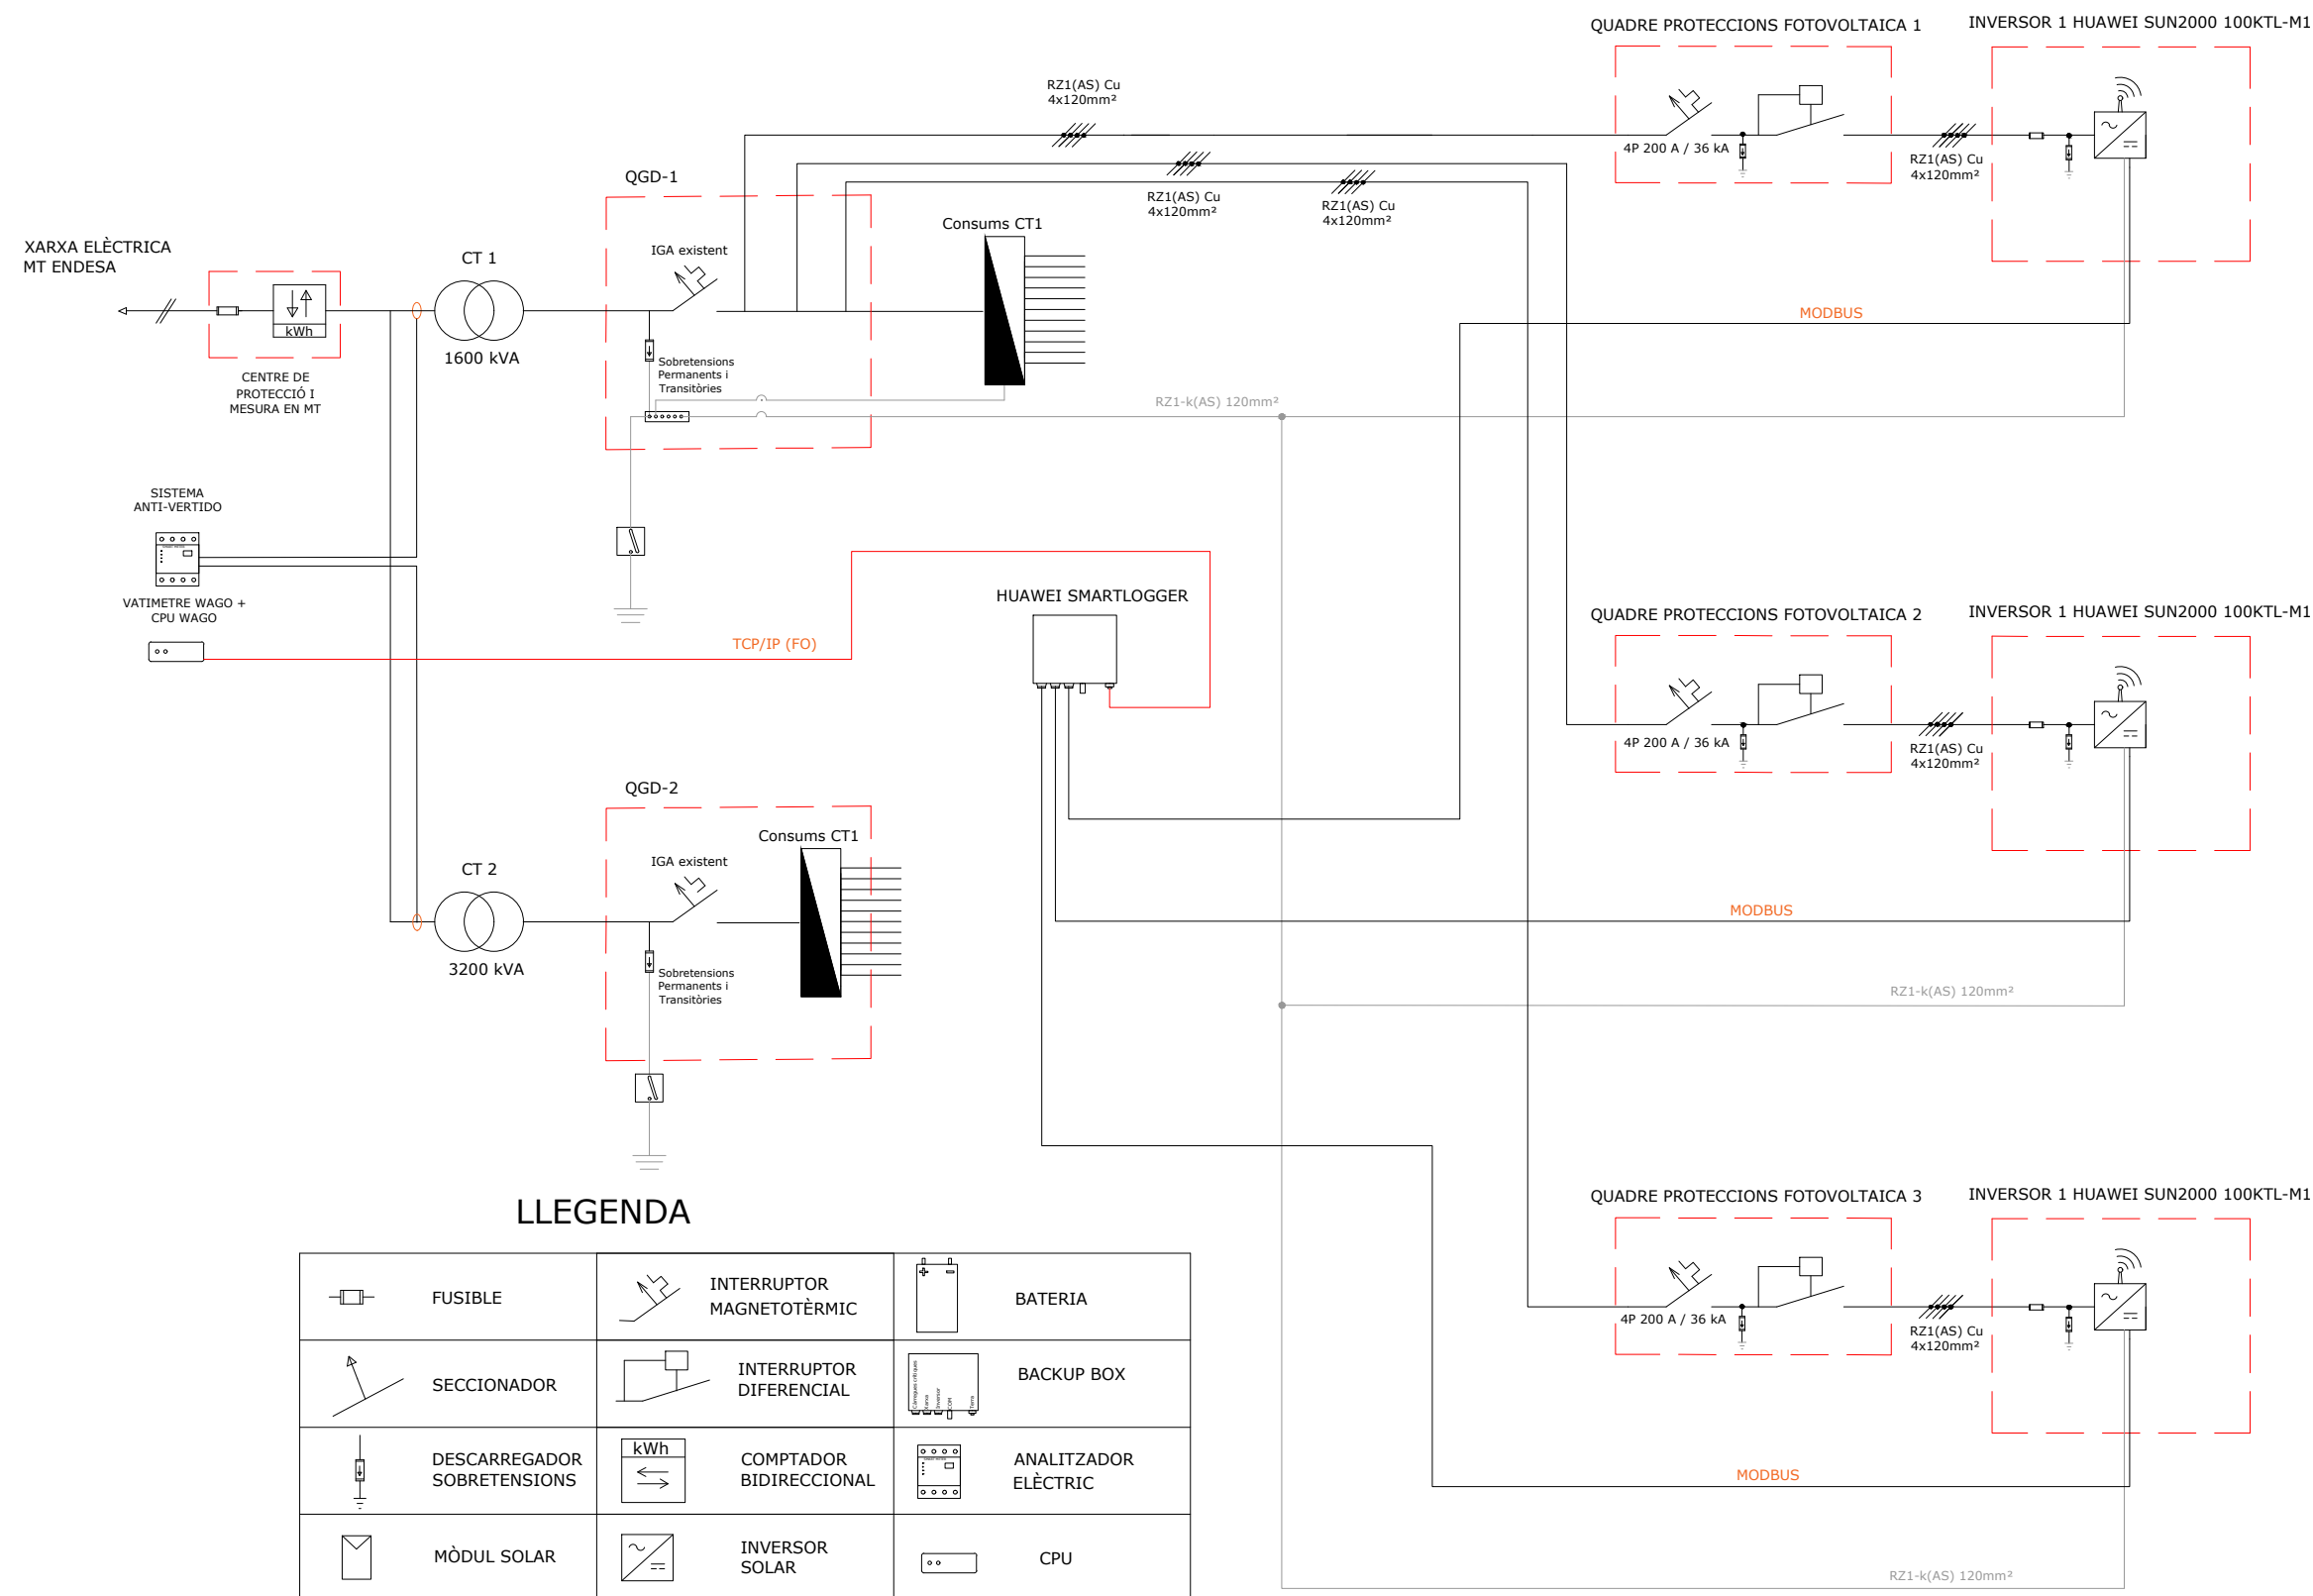 QUADRE PROTECCIONS FOTOVOLTAICA 1
INVERSOR 1 HUAWEI SUN2000 100KTL-M1
RZ1(AS) Cu
4x120mm²
4P 200 A / 36 kA
RZ1(AS) Cu
4x120mm²
QGD-1
RZ1(AS) Cu
4x120mm²
RZ1(AS) Cu
4x120mm²
Consums CT1
XARXA ELÈCTRICA
MT ENDESA
CT 1
IGA existent
kWh
1600 kVA
MODBUS
CENTRE DE
PROTECCIÓ I
MESURA EN MT
Sobretensions
Permanents i
Transitòries
RZ1-k(AS) 120mm²
SISTEMA
ANTI-VERTIDO
VATIMETRE WAGO +
CPU WAGO
TCP/IP (FO)
HUAWEI SMARTLOGGER
QUADRE PROTECCIONS FOTOVOLTAICA 2
INVERSOR 1 HUAWEI SUN2000 100KTL-M1
4P 200 A / 36 kA
RZ1(AS) Cu
4x120mm²
QGD-2
Consums CT1
CT 2
IGA existent
3200 kVA
Sobretensions
Permanents i
Transitòries
MODBUS
RZ1-k(AS) 120mm²
QUADRE PROTECCIONS FOTOVOLTAICA 3
INVERSOR 1 HUAWEI SUN2000 100KTL-M1
4P 200 A / 36 kA
RZ1(AS) Cu
4x120mm²
MODBUS
RZ1-k(AS) 120mm²
LLEGENDA
FUSIBLE
INTERRUPTOR
MAGNETOTÈRMIC
BATERIA
SECCIONADOR
INTERRUPTOR
DIFERENCIAL
Càrregues crítiques
Xarxa
Inversor
COM
Terra
BACKUP BOX
DESCARREGADOR
SOBRETENSIONS
kWh
COMPTADOR
BIDIRECCIONAL
ANALITZADOR
ELÈCTRIC
MÒDUL SOLAR
INVERSOR
SOLAR
CPU